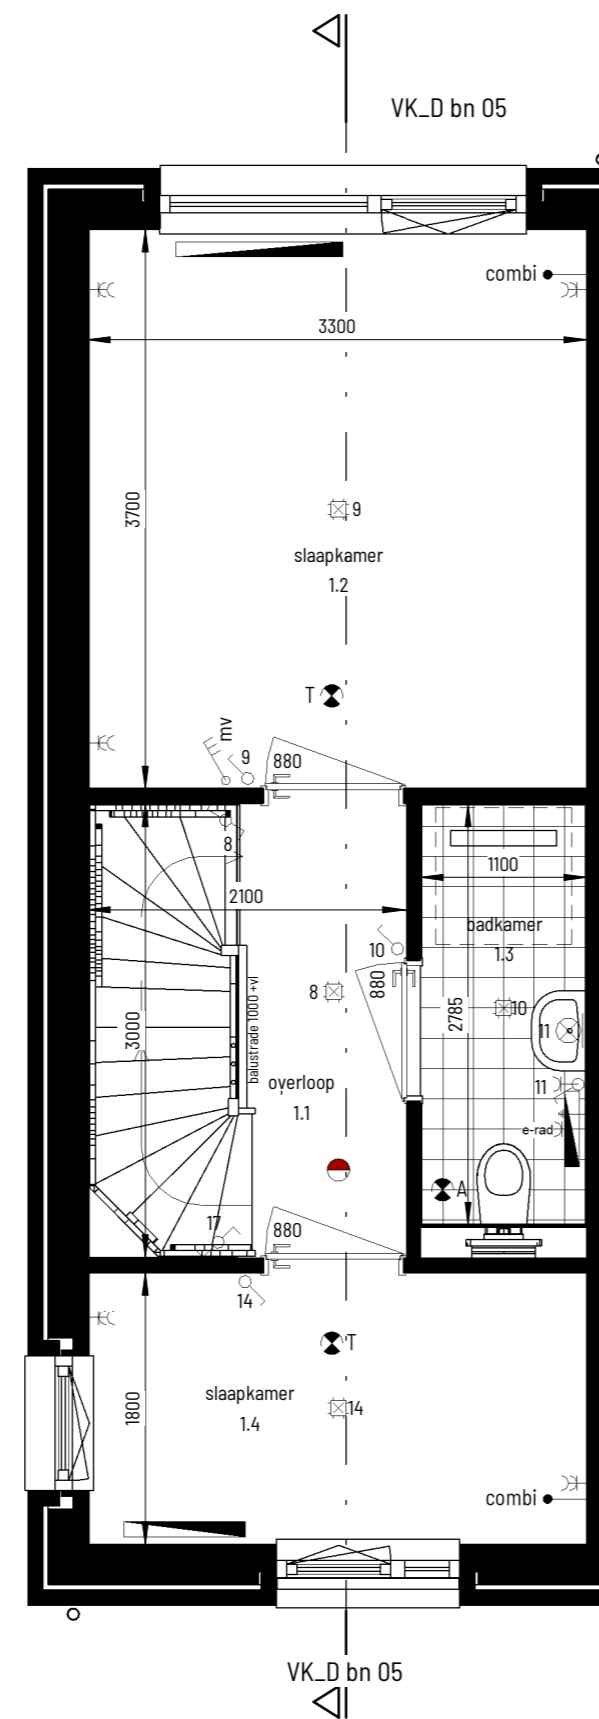 VK_D bn 05
combi
3300
3700
9
slaapkamer
1.2
T
mv
9
880
8
1100
2100
badkamer
1.3
10
880
8
10
11
2785
3000
balustrade 1000 +vl
overloop
1.1
11
e-rad
A
17
880
14
T
slaapkamer
1.4
14
1800
combi
VK_D bn 05